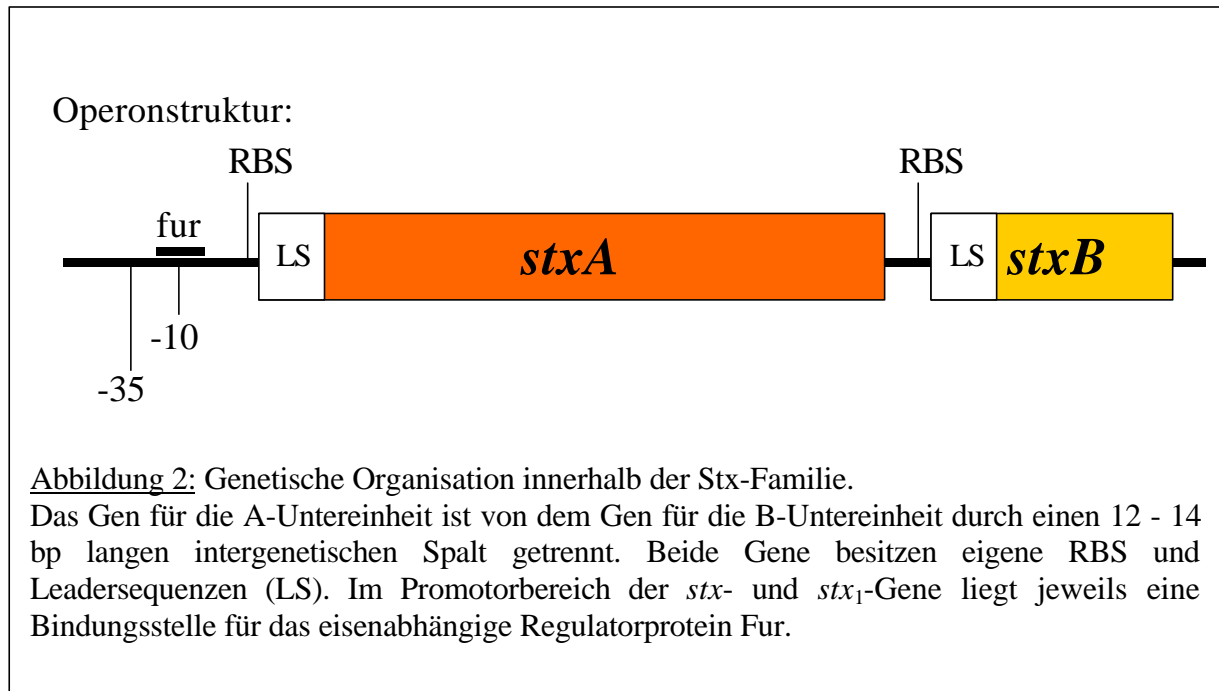 Operonstruktur:
RBS
RBS
fur
LS
stxA
LS
stxB
-10
-35
Abbildung 2: Genetische Organisation innerhalb der Stx-Familie.
Das Gen für die A-Untereinheit ist von dem Gen für die B-Untereinheit durch einen 12 - 14
bp langen intergenetischen Spalt getrennt. Beide Gene besitzen eigene RBS und
Leadersequenzen (LS). Im Promotorbereich der stx- und stx₁-Gene liegt jeweils eine
Bindungsstelle für das eisenabhängige Regulatorprotein Fur.